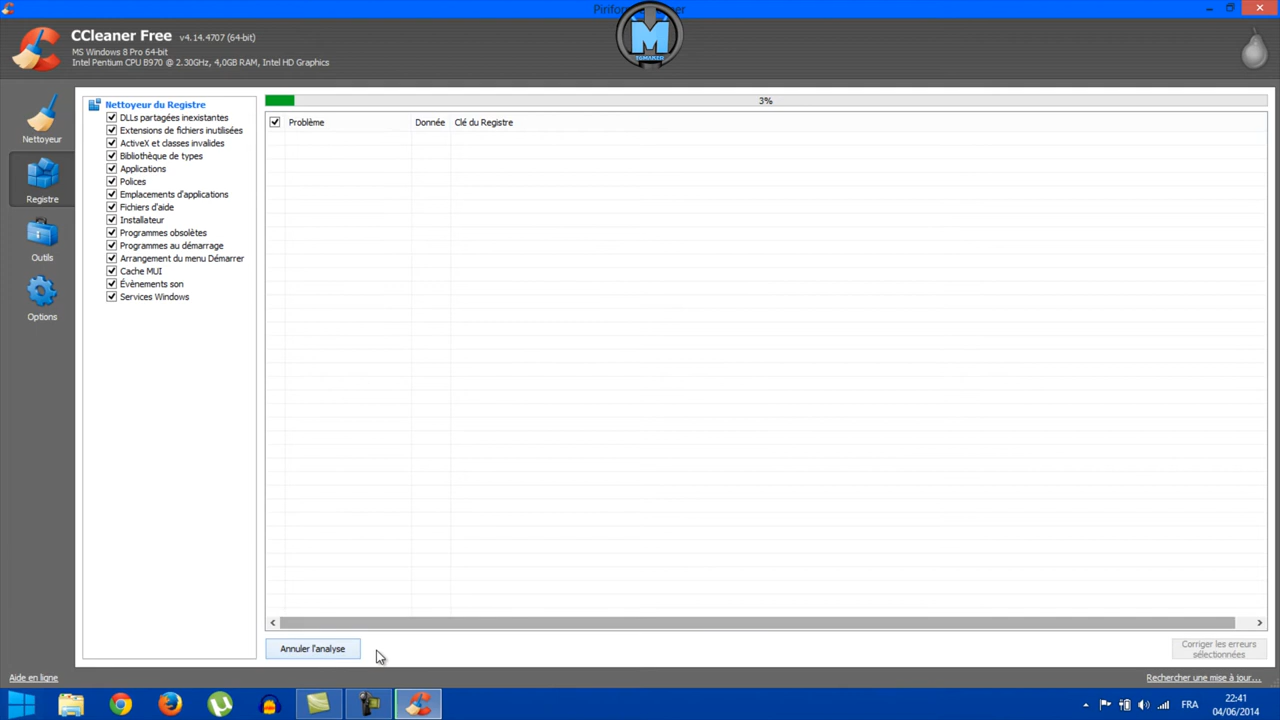 Piriform
CCleaner Free v4.14.4707 (64-bit)
MS Windows 8 Pro 64-bit
Intel Pentium CPU B970 @ 2.30GHz, 4,0GB RAM, Intel HD Graphics
M
Nettoyeur
Registre
Outils
Options
Nettoyeur du Registre
DLLs partagées inexistantes
Extensions de fichiers inutilisées
ActiveX et classes invalides
Bibliothèque de types
Applications
Polices
Emplacements d'applications
Fichiers d'aide
Installateur
Programmes obsolètes
Programmes au démarrage
Arrangement du menu Démarrer
Cache MUI
Évènements son
Services Windows
3%
Problème Donnée Clé du Registre
Annuler l'analyse
Corriger les erreurs
sélectionnées
Aide en ligne
Rechercher une mise à jour...
FRA
22:41
04/06/2014